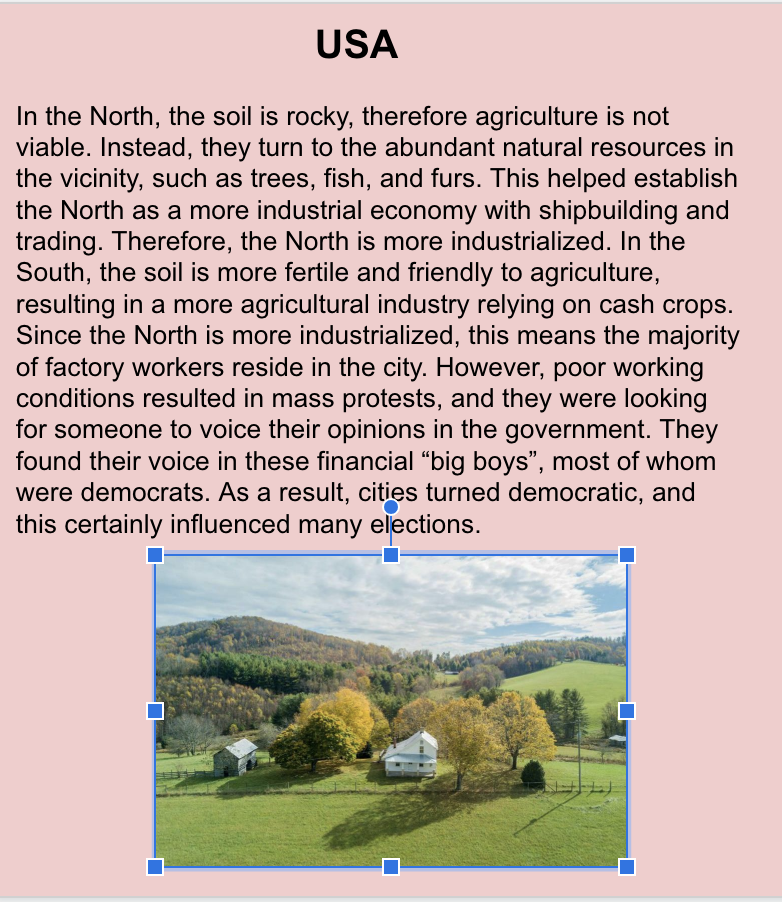 USA
In the North, the soil is rocky, therefore agriculture is not
viable. Instead, they turn to the abundant natural resources in
the vicinity, such as trees, fish, and furs. This helped establish
the North as a more industrial economy with shipbuilding and
trading. Therefore, the North is more industrialized. In the
South, the soil is more fertile and friendly to agriculture,
resulting in a more agricultural industry relying on cash crops.
Since the North is more industrialized, this means the majority
of factory workers reside in the city. However, poor working
conditions resulted in mass protests, and they were looking
for someone to voice their opinions in the government. They
found their voice in these financial “big boys”, most of whom
were democrats. As a result, cities turned democratic, and
this certainly influenced many elections.